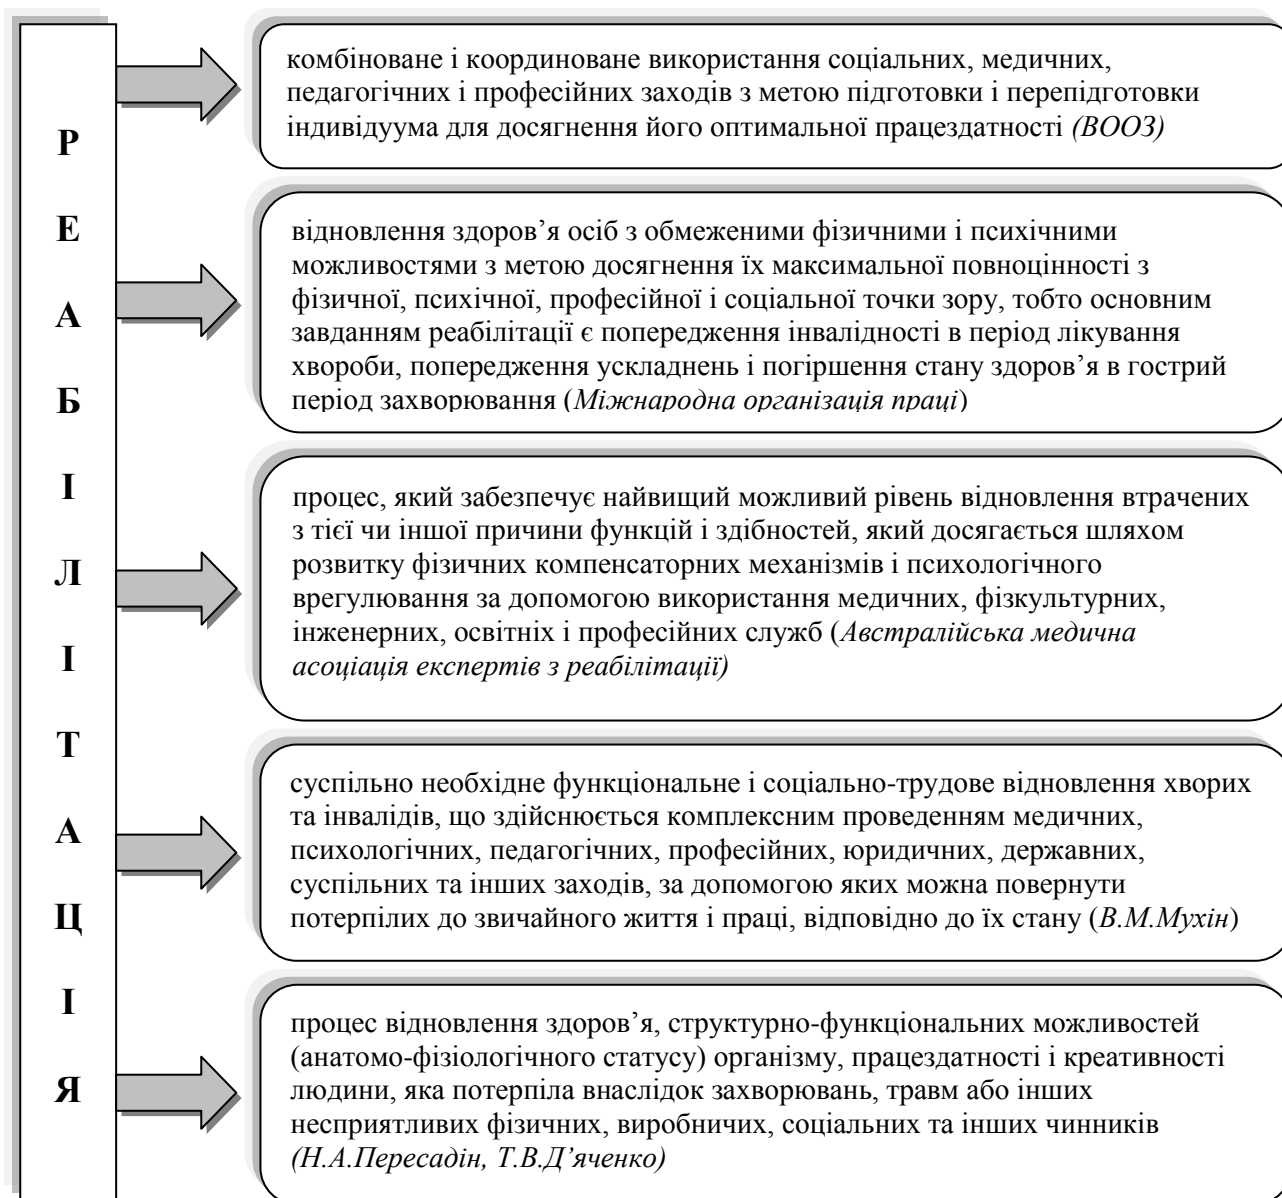 РЕАБІЛІТАЦІЯ
комбіноване і координоване використання соціальних, медичних,
педагогічних і професійних заходів з метою підготовки і перепідготовки
індивідуума для досягнення його оптимальної працездатності (ВООЗ)
відновлення здоров’я осіб з обмеженими фізичними і психічними
можливостями з метою досягнення їх максимальної повноцінності з
фізичної, психічної, професійної і соціальної точки зору, тобто основним
завданням реабілітації є попередження інвалідності в період лікування
хвороби, попередження ускладнень і погіршення стану здоров’я в гострий
період захворювання (Міжнародна організація праці)
процес, який забезпечує найвищий можливий рівень відновлення втрачених
з тієї чи іншої причини функцій і здібностей, який досягається шляхом
розвитку фізичних компенсаторних механізмів і психологічного
врегулювання за допомогою використання медичних, фізкультурних,
інженерних, освітніх і професійних служб (Австралійська медична
асоціація експертів з реабілітації)
суспільно необхідне функціональне і соціально-трудове відновлення хворих
та інвалідів, що здійснюється комплексним проведенням медичних,
психологічних, педагогічних, професійних, юридичних, державних,
суспільних та інших заходів, за допомогою яких можна повернути
потерпілих до звичайного життя і праці, відповідно до їх стану (В.М.Мухін)
процес відновлення здоров’я, структурно-функціональних можливостей
(анатомо-фізіологічного статусу) організму, працездатності і креативності
людини, яка потерпіла внаслідок захворювань, травм або інших
несприятливих фізичних, виробничих, соціальних та інших чинників
(Н.А.Пересадін, Т.В.Д’яченко)